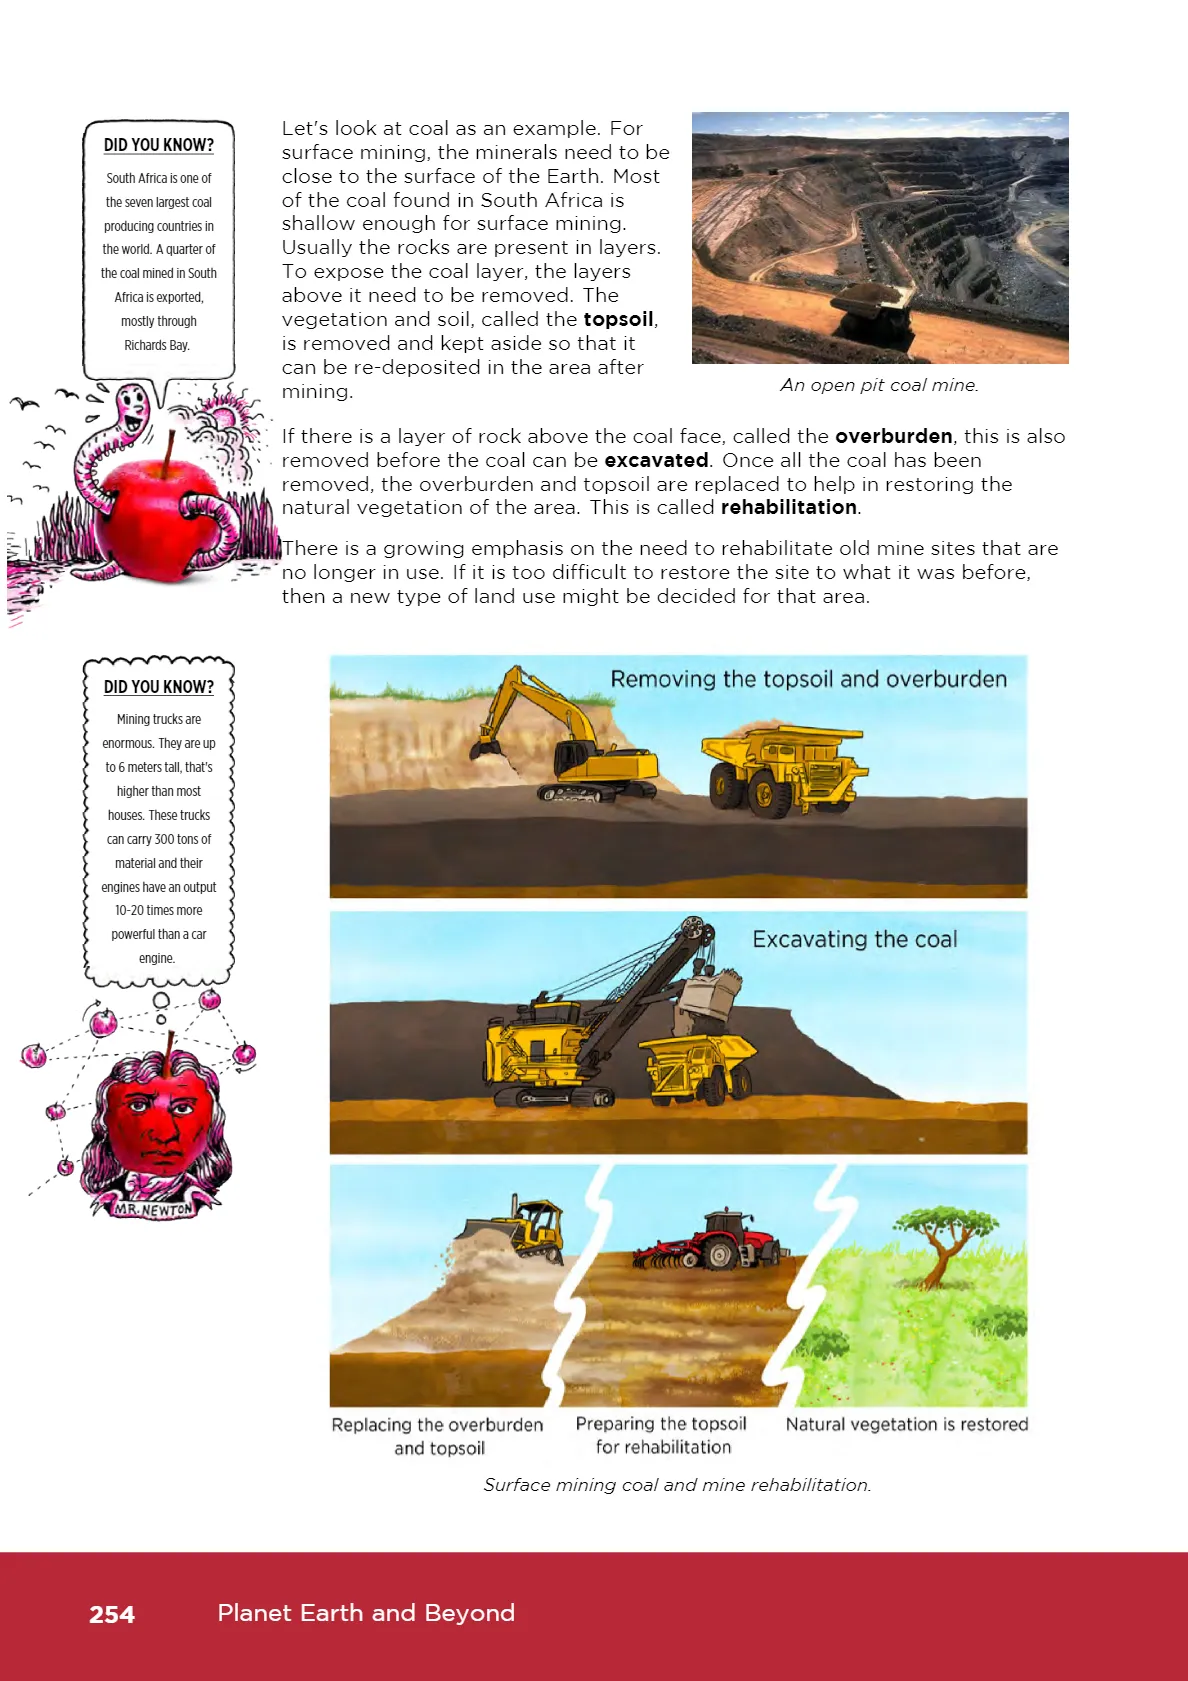 DID YOU KNOW?
South Africa is one of
the seven largest coal
producing countries in
the world. A quarter of
the coal mined in South
Africa is exported,
mostly through
Richards Bay.
Let's look at coal as an example. For
surface mining, the minerals need to be
close to the surface of the Earth. Most
of the coal found in South Africa is
shallow enough for surface mining.
Usually the rocks are present in layers.
To expose the coal layer, the layers
above it need to be removed. The
vegetation and soil, called the topsoil,
is removed and kept aside so that it
can be re-deposited in the area after
mining.
An open pit coal mine.
If there is a layer of rock above the coal face, called the overburden, this is also
removed before the coal can be excavated. Once all the coal has been
removed, the overburden and topsoil are replaced to help in restoring the
natural vegetation of the area. This is called rehabilitation.
There is a growing emphasis on the need to rehabilitate old mine sites that are
no longer in use. If it is too difficult to restore the site to what it was before,
then a new type of land use might be decided for that area.
DID YOU KNOW?
Mining trucks are
enormous. They are up
to 6 meters tall, that's
higher than most
houses. These trucks
can carry 300 tons of
material and their
engines have an output
10-20 times more
powerful than a car
engine.
MR. NEWTON
Removing the topsoil and overburden
Excavating the coal
Replacing the overburden
and topsoil
Preparing the topsoil
for rehabilitation
Natural vegetation is restored
Surface mining coal and mine rehabilitation.
254
Planet Earth and Beyond